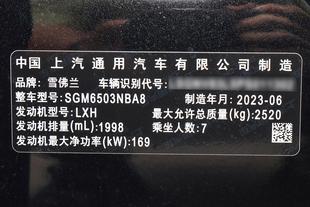 中国 上汽通用汽车有限公司制造
品牌:雪佛兰 车辆识别代号:
整车型号:SGM6503NBA8 制造年月:2023-06
发动机型号:LXH 最大允许总质量(kg):2520
发动机排量(mL):1998 乘坐人数:7
发动机最大净功率(kW):169